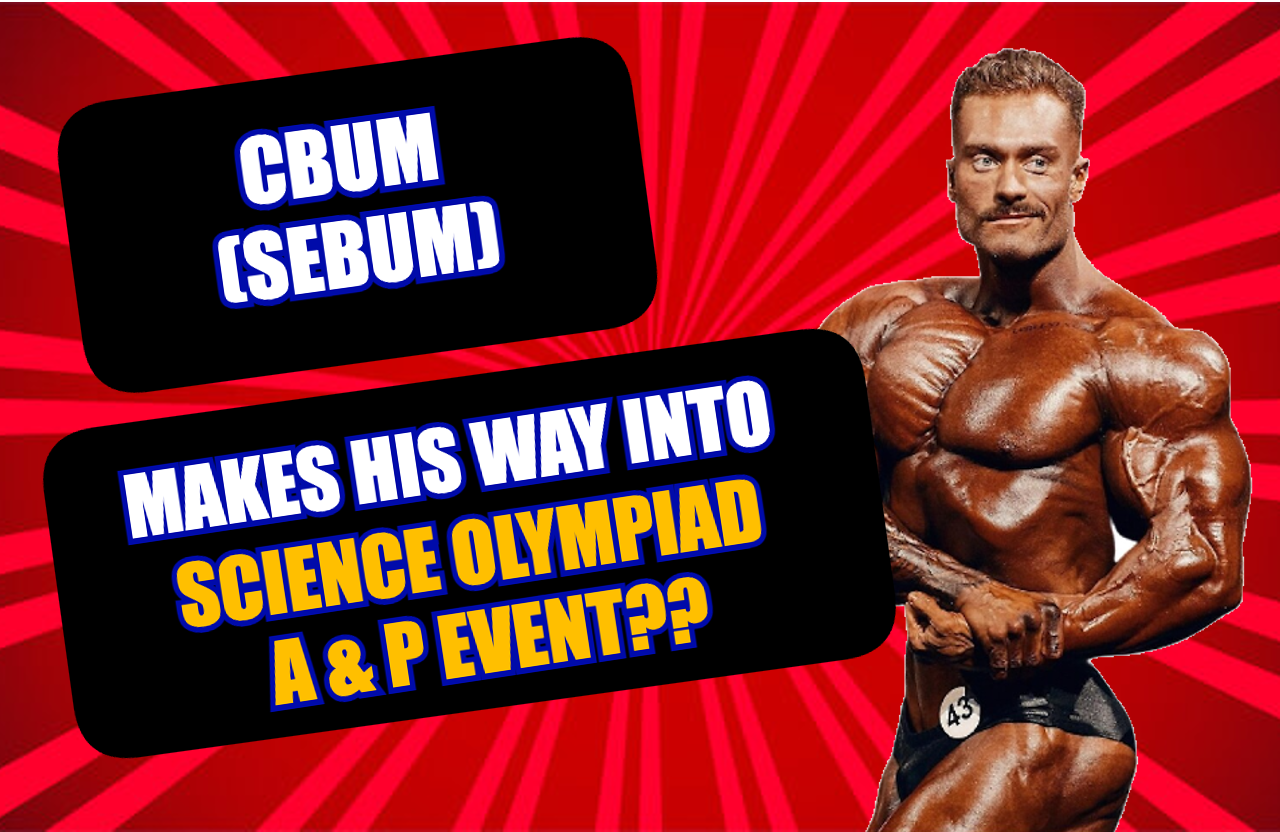 CBUM
(SEBUM)
MAKES HIS WAY INTO
SCIENCE OLYMPIAD
A & P EVENT??
43